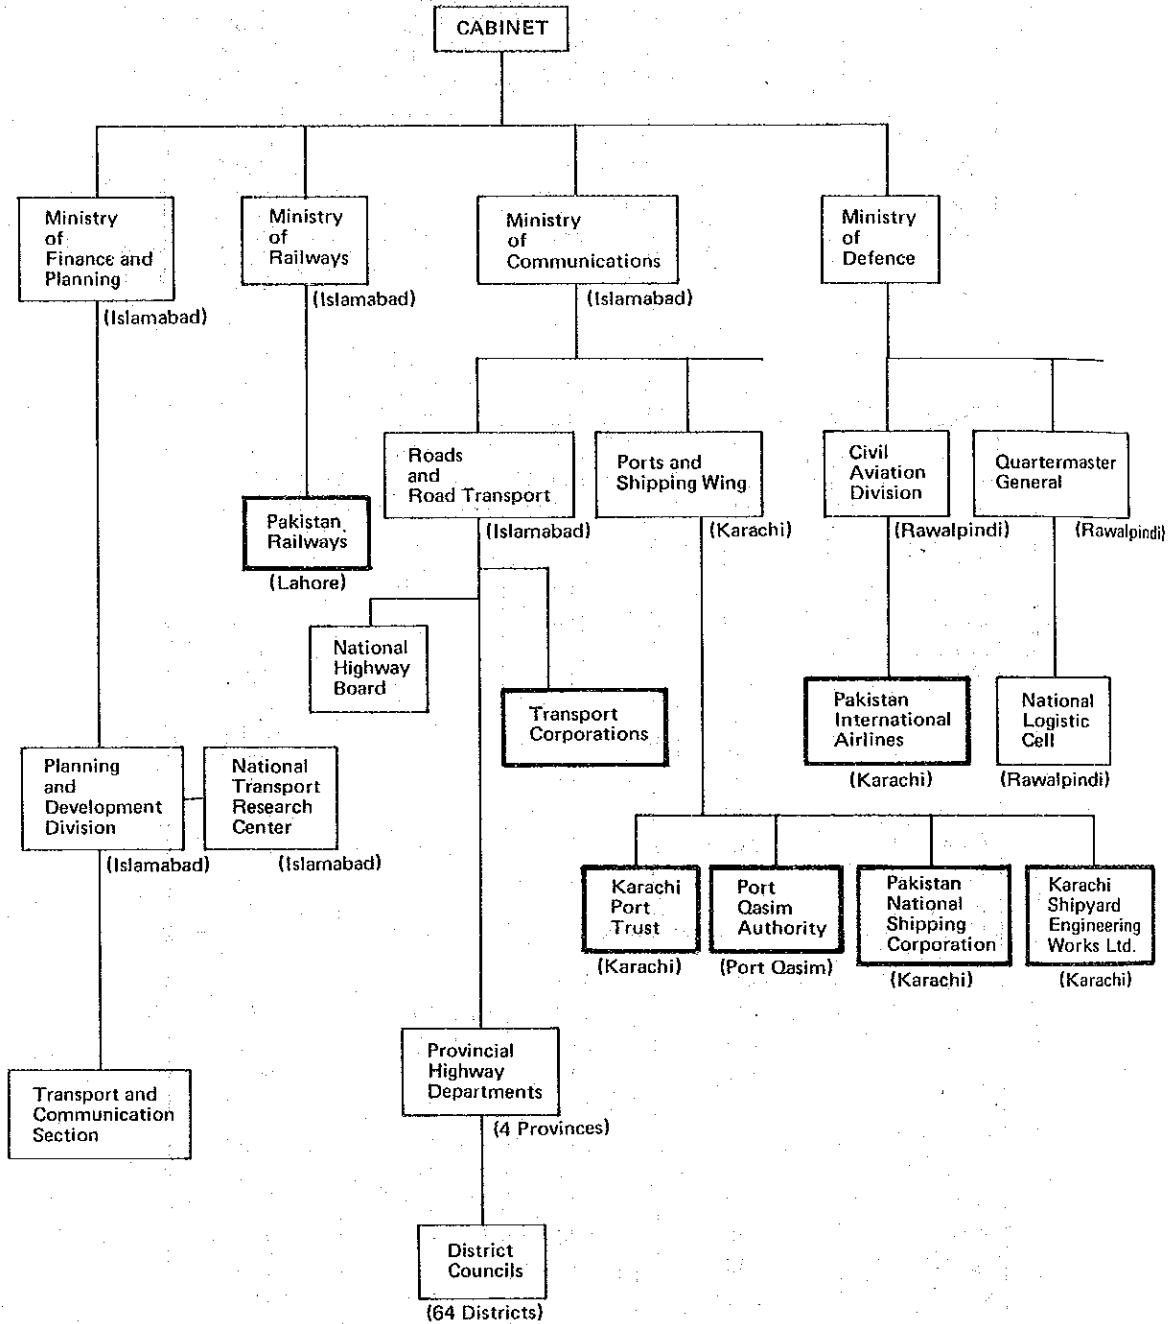 CABINET
Ministry
of
Finance and
Planning
(Islamabad)
Ministry
of
Railways
(Islamabad)
Ministry
of
Communications
(Islamabad)
Ministry
of
Defence
Roads
and
Road Transport
(Islamabad)
Ports and
Shipping Wing
(Karachi)
Civil
Aviation
Division
(Rawalpindi)
Quartermaster
General
(Rawalpindi)
Pakistan
Railways
(Lahore)
National
Highway
Board
Transport
Corporations
Pakistan
International
Airlines
(Karachi)
National
Logistic
Cell
(Rawalpindi)
Planning
and
Development
Division
(Islamabad)
National
Transport
Research
Center
(Islamabad)
Karachi
Port
Trust
(Karachi)
Port
Qasim
Authority
(Port Qasim)
Pakistan
National
Shipping
Corporation
(Karachi)
Karachi
Shipyard
Engineering
Works Ltd.
(Karachi)
Transport and
Communication
Section
Provincial
Highway
Departments
(4 Provinces)
District
Councils
(64 Districts)